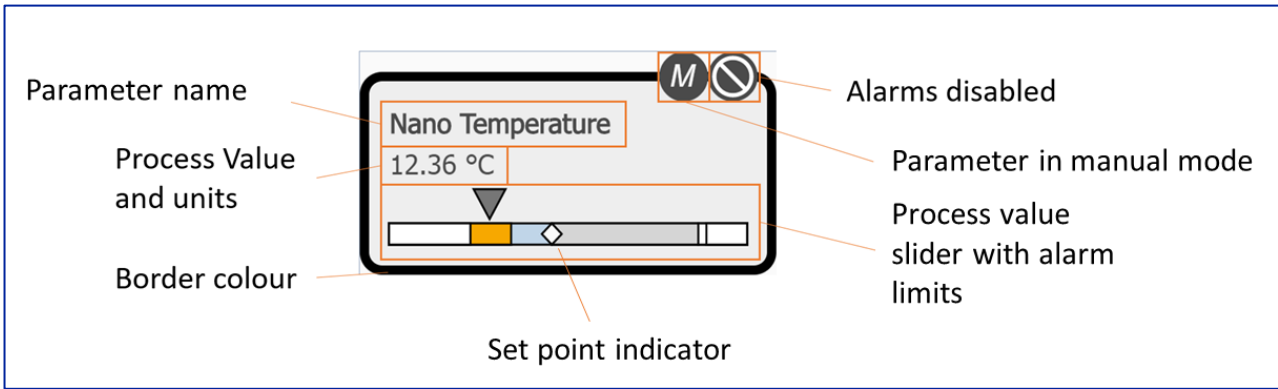 Parameter name
Process Value
and units
Border colour
M
Nano Temperature
12.36 °C
Set point indicator
Alarms disabled
Parameter in manual mode
Process value
slider with alarm
limits